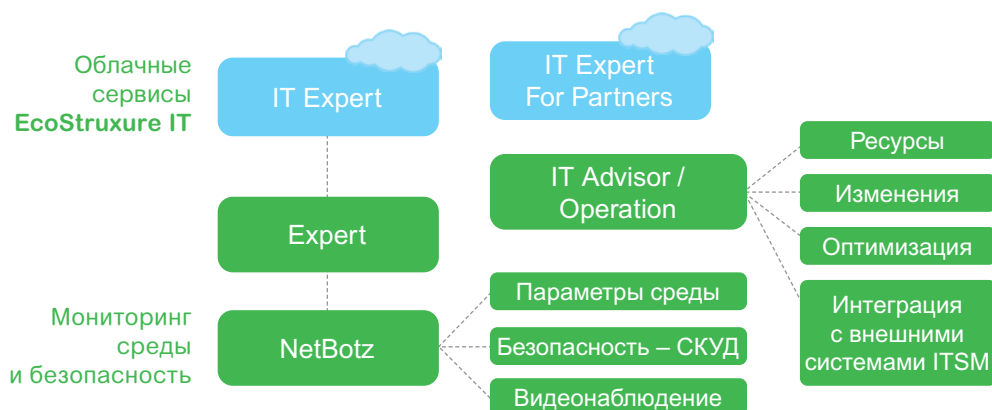 Облачные
сервисы
EcoStruxure IT
IT Expert
IT Expert
For Partners
IT Advisor /
Operation
Ресурсы
Изменения
Оптимизация
Интеграция
с внешними
системами ITSM
Expert
Мониторинг
среды
и безопасность
NetBotz
Параметры среды
Безопасность – СКУД
Видеонаблюдение